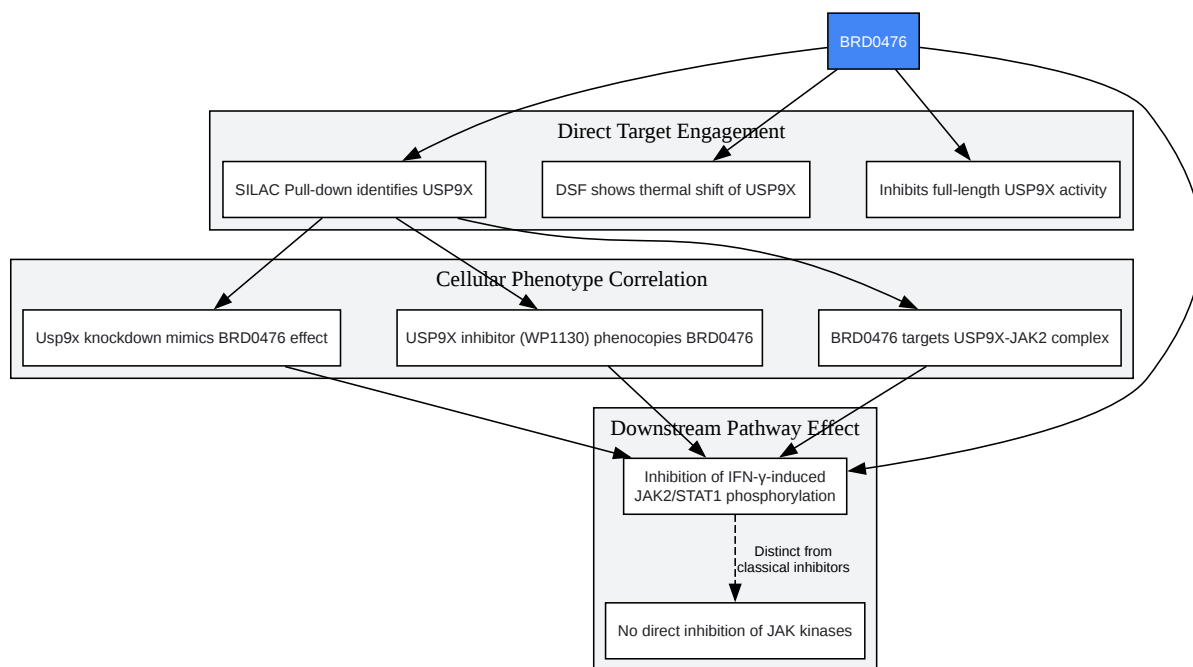 BRD0476
Direct Target Engagement
SILAC Pull-down identifies USP9X
DSF shows thermal shift of USP9X
Inhibits full-length USP9X activity
Cellular Phenotype Correlation
Usp9x knockdown mimics BRD0476 effect
USP9X inhibitor (WP1130) phenocopies BRD0476
BRD0476 targets USP9X-JAK2 complex
Downstream Pathway Effect
Inhibition of IFN-γ-induced
JAK2/STAT1 phosphorylation
Distinct from
classical inhibitors
No direct inhibition of JAK kinases